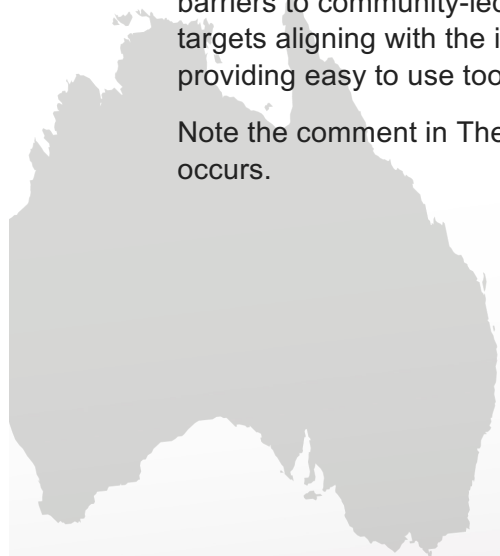 barriers to community-led
targets aligning with the i
providing easy to use too
Note the comment in The
occurs.